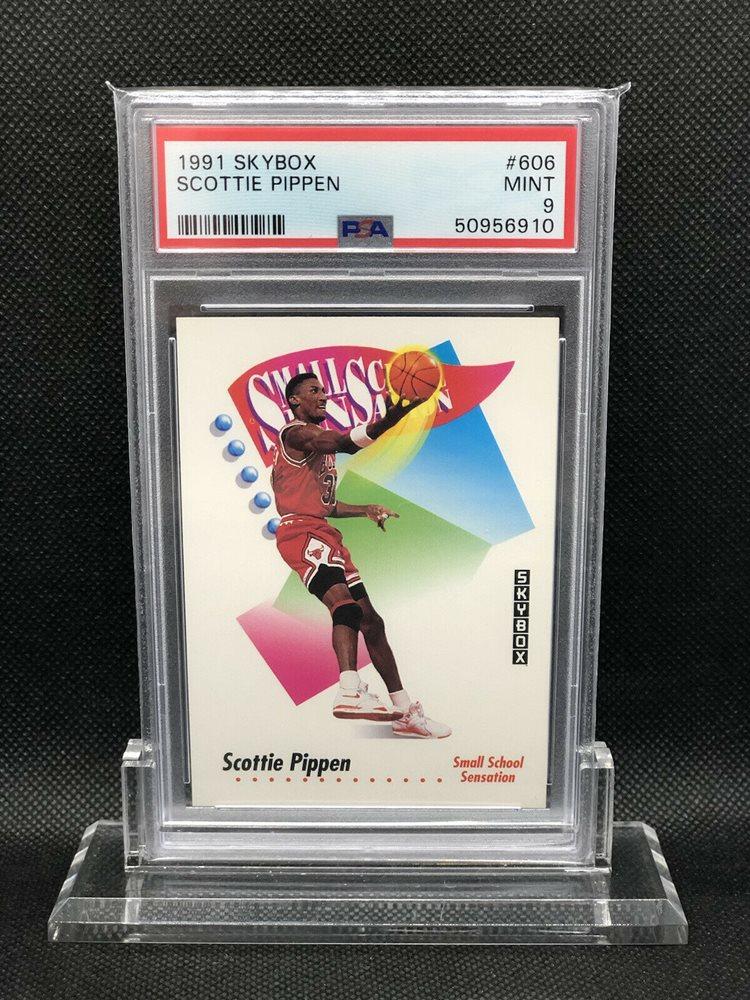 1991 SKYBOX #606
SCOTTIE PIPPEN MINT
9
PSA 50956910
SMALL SCHOOL
SENSATION
SKYBOX
Scottie Pippen
Small School
Sensation